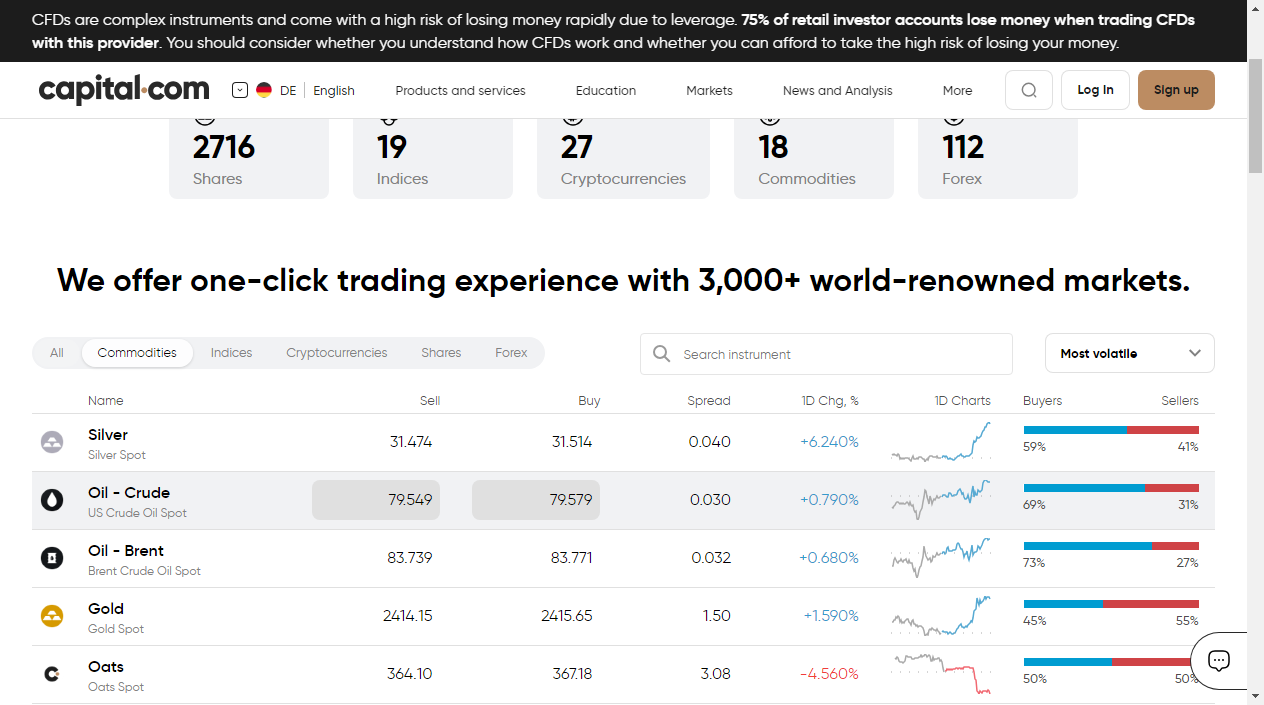 CFDs are complex instruments and come with a high risk of losing money rapidly due to leverage. 75% of retail investor accounts lose money when trading CFDs
with this provider. You should consider whether you understand how CFDs work and whether you can afford to take the high risk of losing your money.
capital.com DE English Products and services Education Markets News and Analysis More Log In Sign up
2716 19 27 18 112
Shares Indices Cryptocurrencies Commodities Forex
We offer one-click trading experience with 3,000+ world-renowned markets.
All Commodities Indices Cryptocurrencies Shares Forex Search instrument Most volatile
Name Sell Buy Spread 1D Chg, % 1D Charts Buyers Sellers
Silver 31.474 31.514 0.040 +6.240%
Silver Spot 59% 41%
Oil - Crude 79.549 79.579 0.030 +0.790%
US Crude Oil Spot 69% 31%
Oil - Brent 83.739 83.771 0.032 +0.680%
Brent Crude Oil Spot 73% 27%
Gold 2414.15 2415.65 1.50 +1.590%
Gold Spot 45% 55%
Oats 364.10 367.18 3.08 -4.560%
Oats Spot 50% 50%